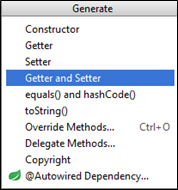 Generate
Constructor
Getter
Setter
Getter and Setter
equals() and hashCode()
toString()
Override Methods... Ctrl+O
Delegate Methods...
Copyright
@Autowired Dependency...